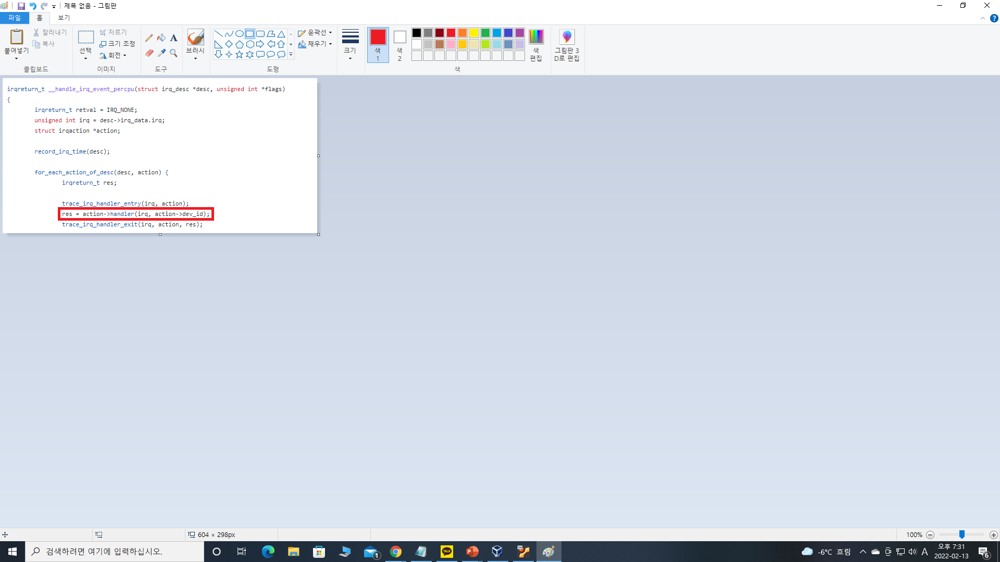 제목 없음 - 그림판
파일 홈 보기
붙여넣기
잘라내기
복사
클립보드
선택
자르기
크기 조정
회전
이미지
A
도구
브러시
도형
윤곽선
채우기
크기
색
1
색
2
색
편집
색
그림판 3
D로 편집
irqreturn_t __handle_irq_event_percpu(struct irq_desc *desc, unsigned int *flags)
{
irqreturn_t retval = IRQ_NONE;
unsigned int irq = desc->irq_data.irq;
struct irqaction *action;
record_irq_time(desc);
for_each_action_of_desc(desc, action) {
irqreturn_t res;
trace_irq_handler_entry(irq, action);
res = action->handler(irq, action->dev_id);
trace_irq_handler_exit(irq, action, res);
604 × 298px
100%
검색하려면 여기에 입력하십시오.
1
TALK
P
-6°C 흐림
A
오후 7:31
2022-02-13
6